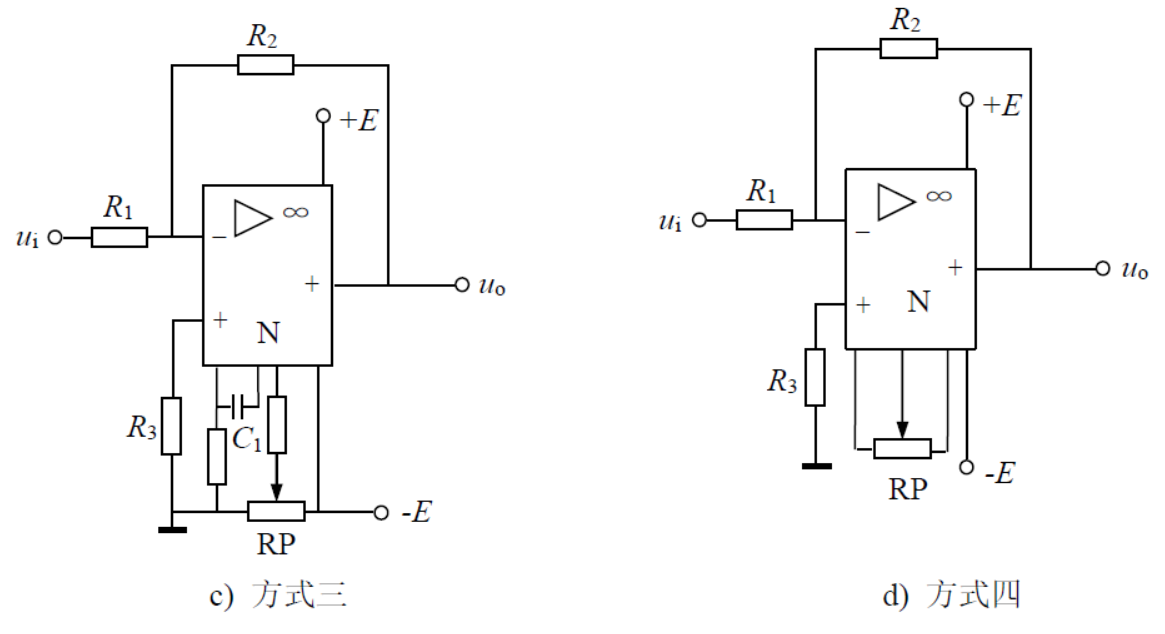 R2
+E
R1
∞
ui
−
+
uo
+
N
R3
C1
-E
RP
c) 方式三
R2
+E
R1
∞
ui
−
+
uo
+
N
R3
-E
RP
d) 方式四